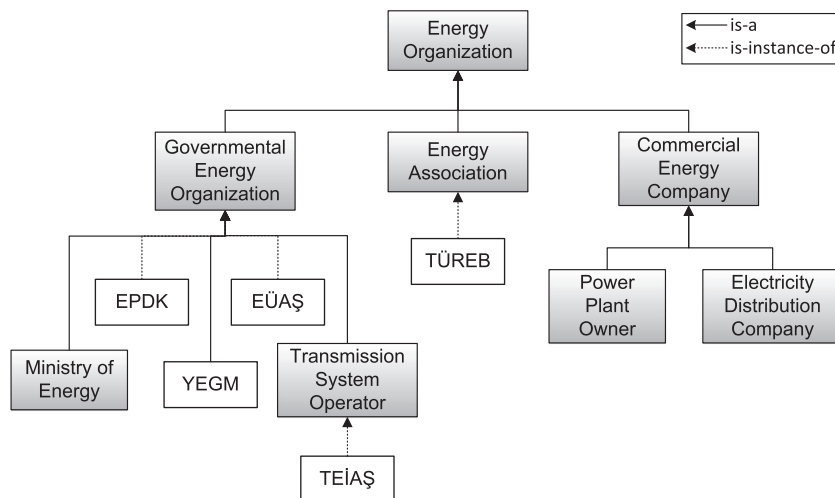 Energy
Organization
is-a
is-instance-of
Governmental
Energy
Organization
Energy
Association
Commercial
Energy
Company
TÜREB
EPDK
EÜAŞ
Power
Plant
Owner
Electricity
Distribution
Company
Ministry of
Energy
YEGM
Transmission
System
Operator
TEİAŞ